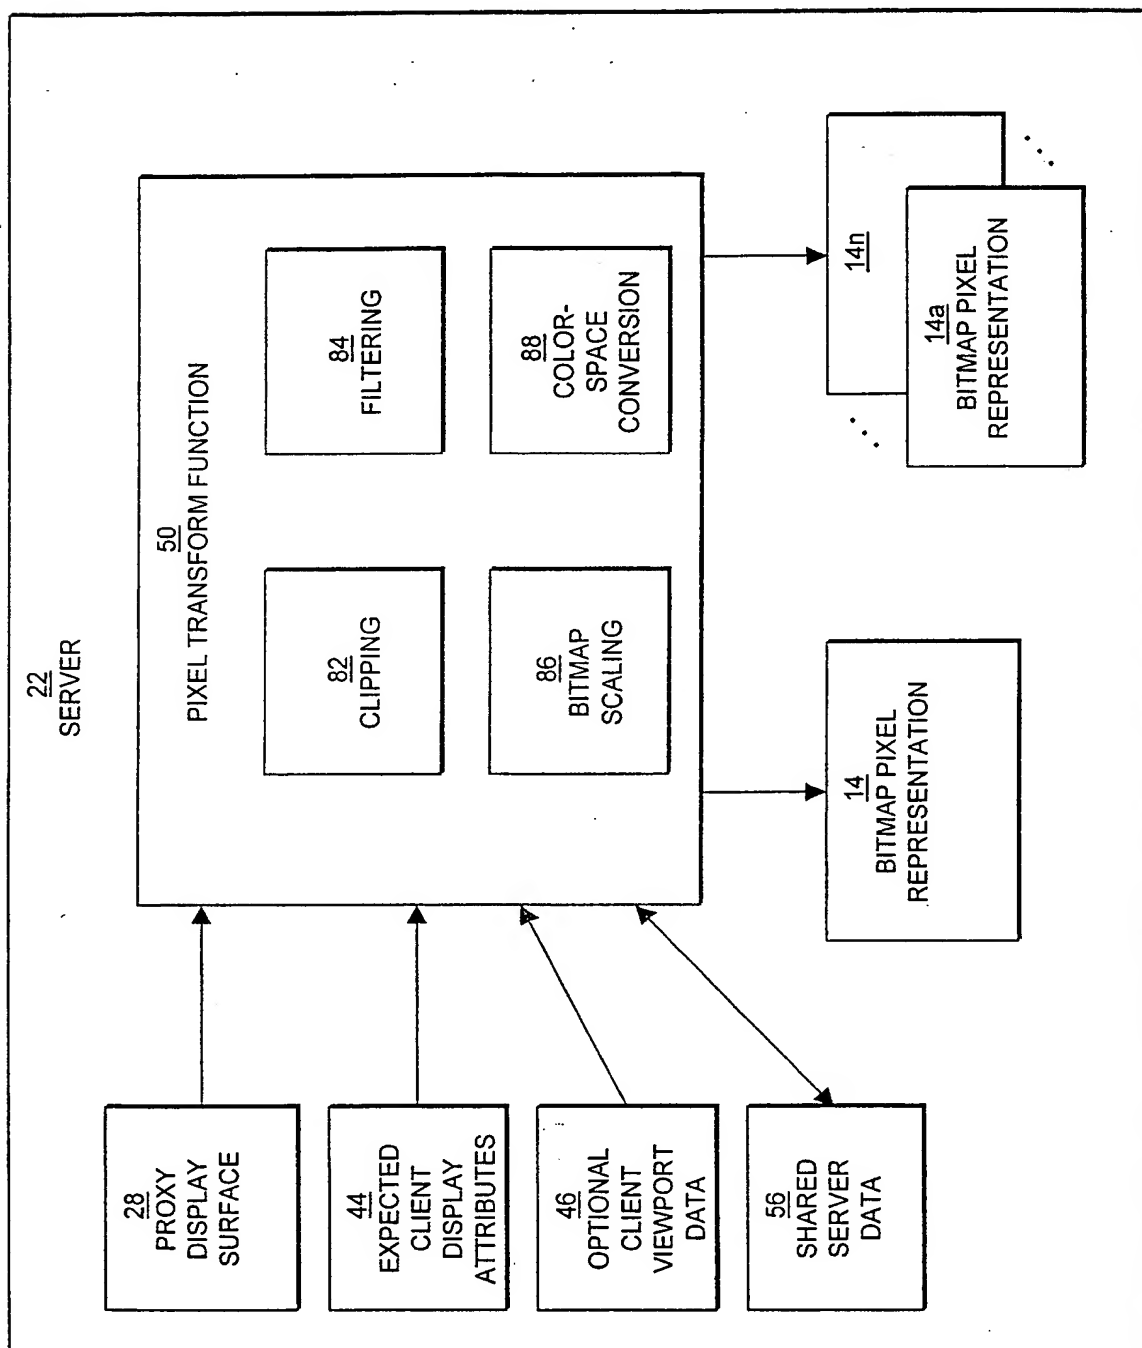 22
SERVER
50
PIXEL TRANSFORM FUNCTION
82
CLIPPING
84
FILTERING
86
BITMAP
SCALING
88
COLOR-
SPACE
CONVERSION
28
PROXY
DISPLAY
SURFACE
44
EXPECTED
CLIENT
DISPLAY
ATTRIBUTES
46
OPTIONAL
CLIENT
VIEWPORT
DATA
56
SHARED
SERVER
DATA
14
BITMAP PIXEL
REPRESENTATION
14n
14a
BITMAP PIXEL
REPRESENTATION